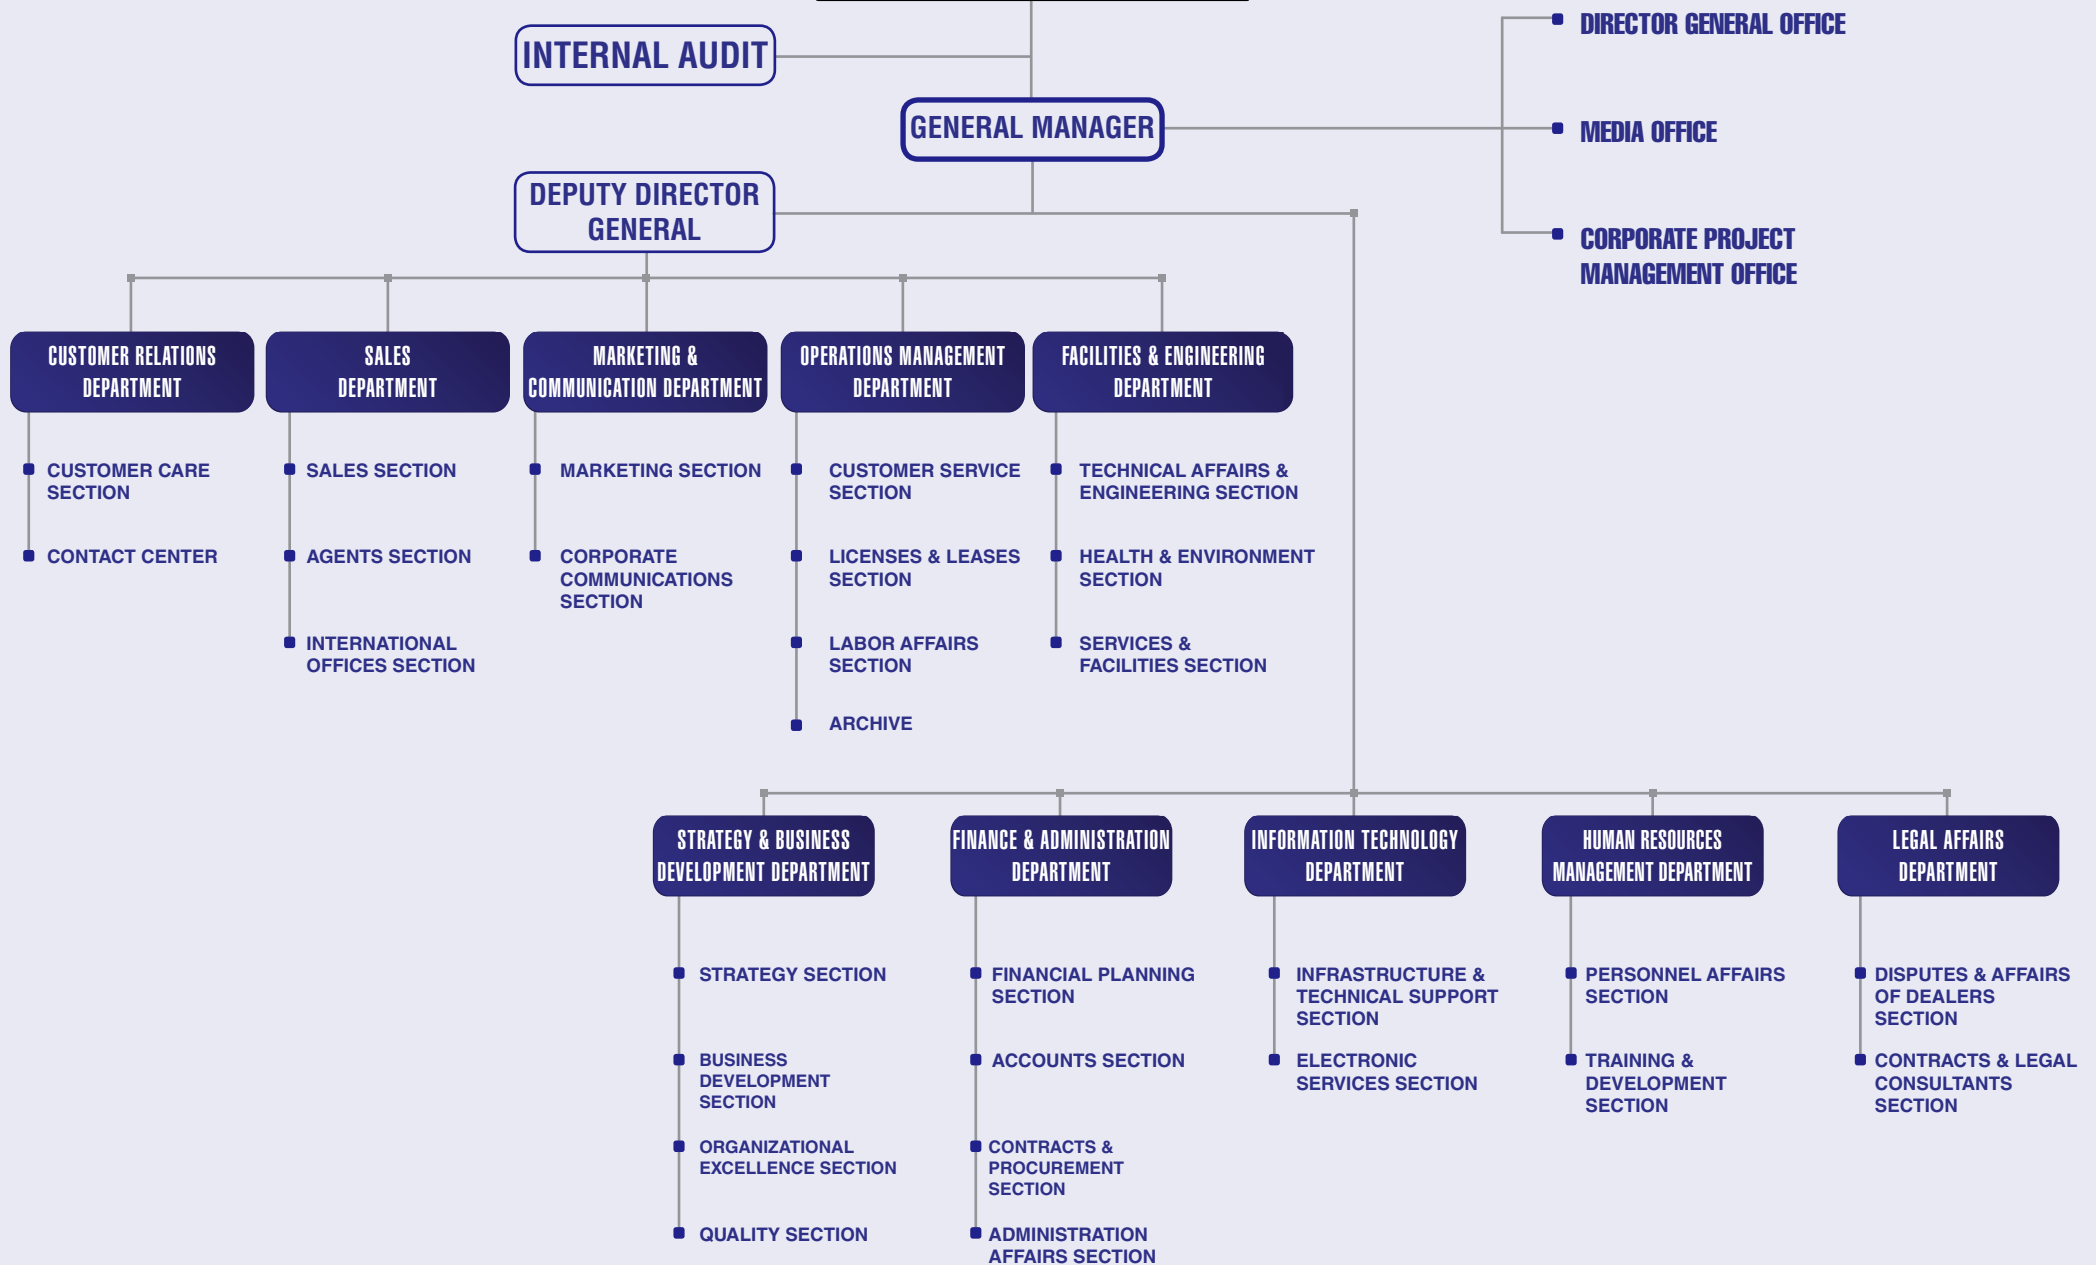 INTERNAL AUDIT
DIRECTOR GENERAL OFFICE
GENERAL MANAGER
MEDIA OFFICE
DEPUTY DIRECTOR
GENERAL
CORPORATE PROJECT
MANAGEMENT OFFICE
CUSTOMER RELATIONS
DEPARTMENT
CUSTOMER CARE
SECTION
CONTACT CENTER
SALES
DEPARTMENT
SALES SECTION
AGENTS SECTION
INTERNATIONAL
OFFICES SECTION
MARKETING &
COMMUNICATION DEPARTMENT
MARKETING SECTION
CORPORATE
COMMUNICATIONS
SECTION
OPERATIONS MANAGEMENT
DEPARTMENT
CUSTOMER SERVICE
SECTION
LICENSES & LEASES
SECTION
LABOR AFFAIRS
SECTION
ARCHIVE
FACILITIES & ENGINEERING
DEPARTMENT
TECHNICAL AFFAIRS &
ENGINEERING SECTION
HEALTH & ENVIRONMENT
SECTION
SERVICES &
FACILITIES SECTION
STRATEGY & BUSINESS
DEVELOPMENT DEPARTMENT
STRATEGY SECTION
BUSINESS
DEVELOPMENT
SECTION
ORGANIZATIONAL
EXCELLENCE SECTION
QUALITY SECTION
FINANCE & ADMINISTRATION
DEPARTMENT
FINANCIAL PLANNING
SECTION
ACCOUNTS SECTION
CONTRACTS &
PROCUREMENT
SECTION
ADMINISTRATION
AFFAIRS SECTION
INFORMATION TECHNOLOGY
DEPARTMENT
INFRASTRUCTURE &
TECHNICAL SUPPORT
SECTION
ELECTRONIC
SERVICES SECTION
HUMAN RESOURCES
MANAGEMENT DEPARTMENT
PERSONNEL AFFAIRS
SECTION
TRAINING &
DEVELOPMENT
SECTION
LEGAL AFFAIRS
DEPARTMENT
DISPUTES & AFFAIRS
OF DEALERS
SECTION
CONTRACTS & LEGAL
CONSULTANTS
SECTION